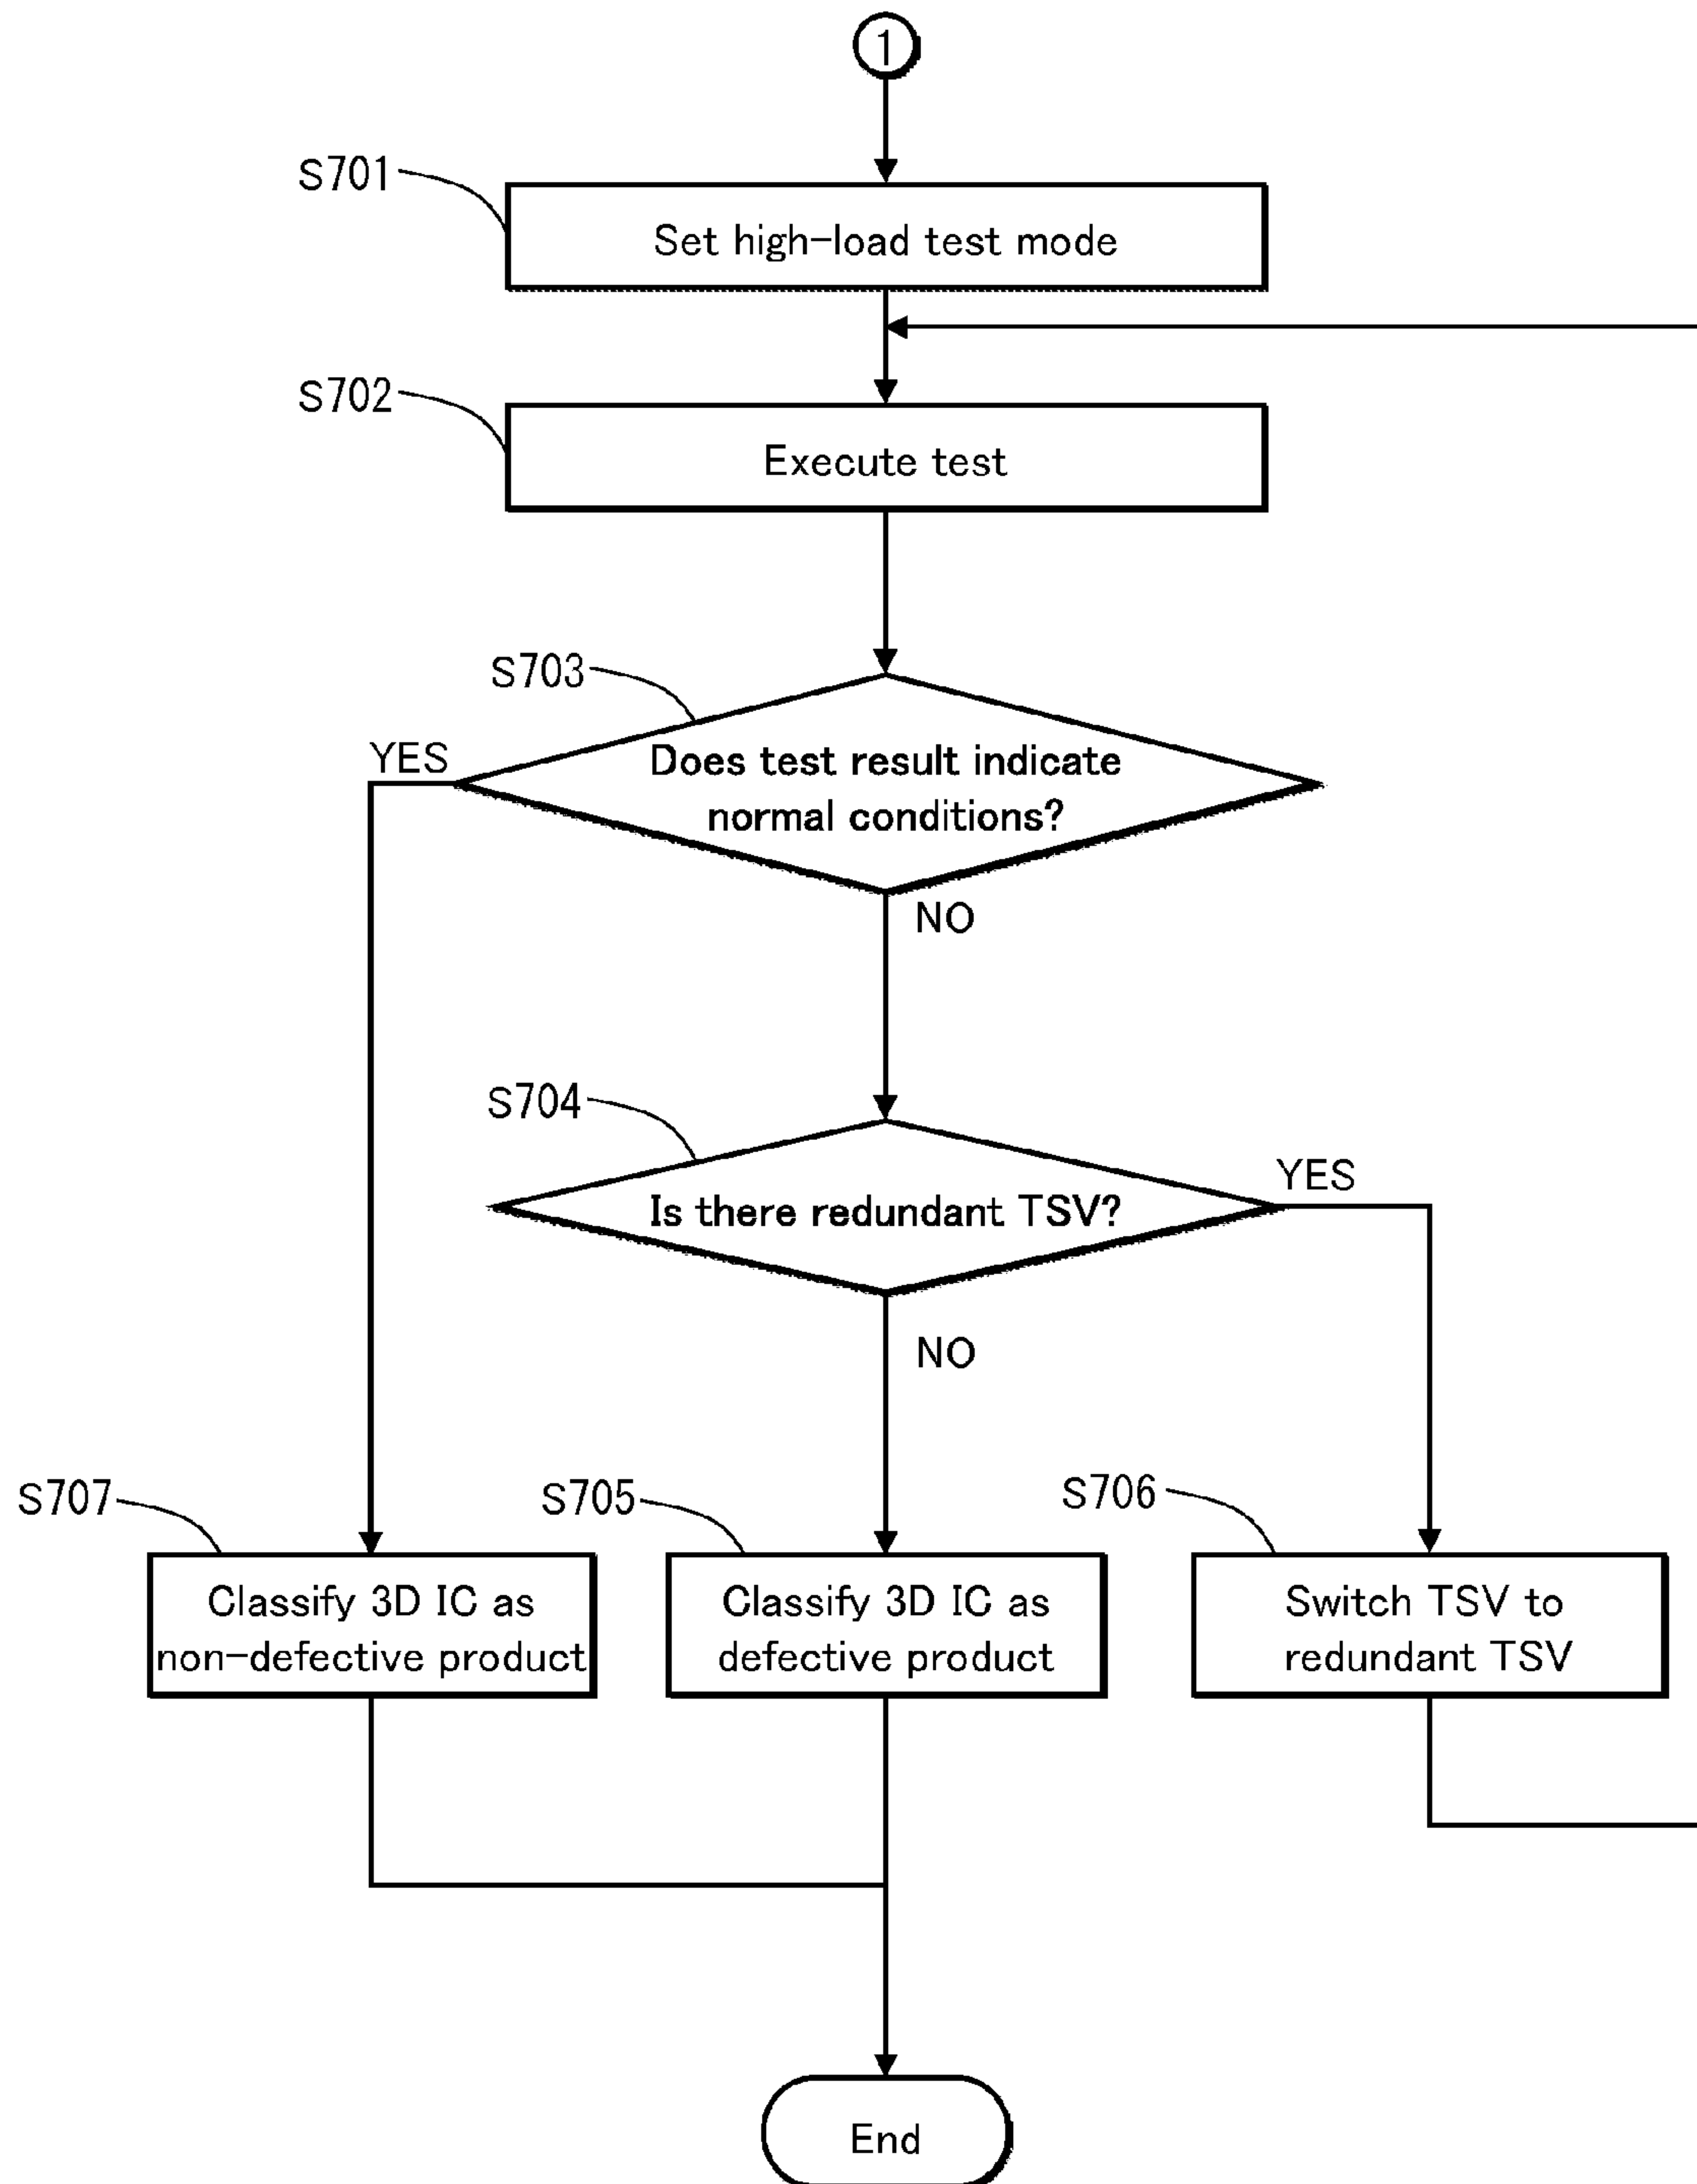 1
S701
Set high-load test mode
S702
Execute test
S703
YES
Does test result indicate
normal conditions?
NO
S704
YES
Is there redundant TSV?
NO
S707
S705
S706
Classify 3D IC as
non-defective product
Classify 3D IC as
defective product
Switch TSV to
redundant TSV
End